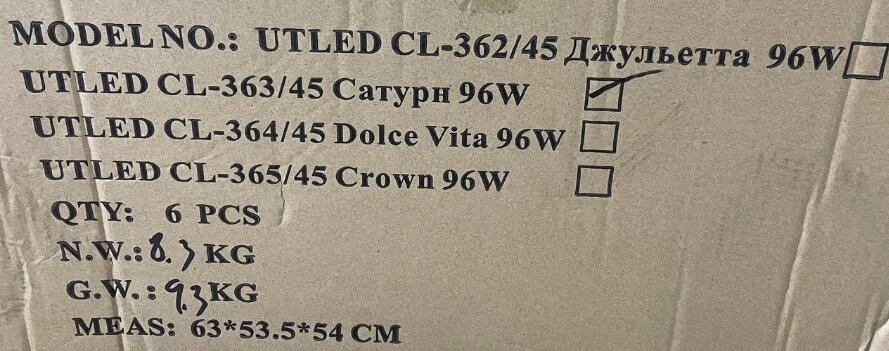 MODEL NO.: UTLED CL-362/45 Джульетта 96W
UTLED CL-363/45 Сатурн 96W
UTLED CL-364/45 Dolce Vita 96W
UTLED CL-365/45 Crown 96W
QTY: 6 PCS
N.W.: 8.3 KG
G.W.: 9.3 KG
MEAS: 63*53.5*54 CM